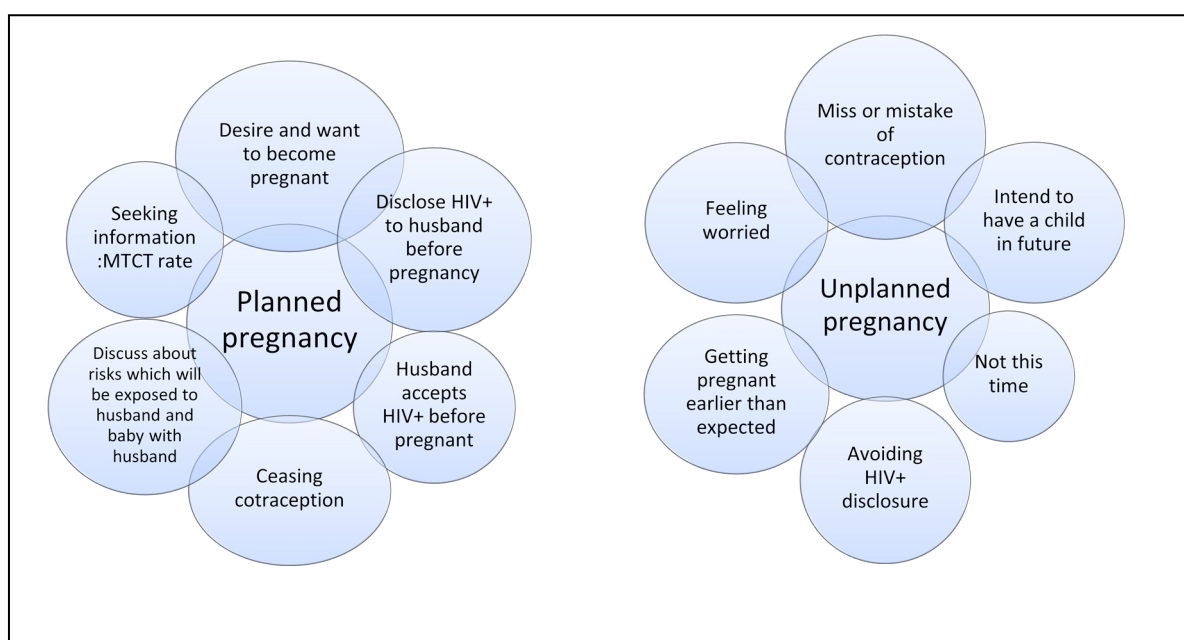 Desire and want
to become
pregnant
Disclose HIV+
to husband
before
pregnancy
Seeking
information
:MTCT rate
Planned
pregnancy
Husband
accepts
HIV+ before
pregnant
Discuss about
risks which will
be exposed to
husband and
baby with
husband
Ceasing
cotraception
Miss or mistake
of
contraception
Feeling
worried
Intend to
have a child
in future
Unplanned
pregnancy
Not this
time
Getting
pregnant
earlier than
expected
Avoiding
HIV+
disclosure